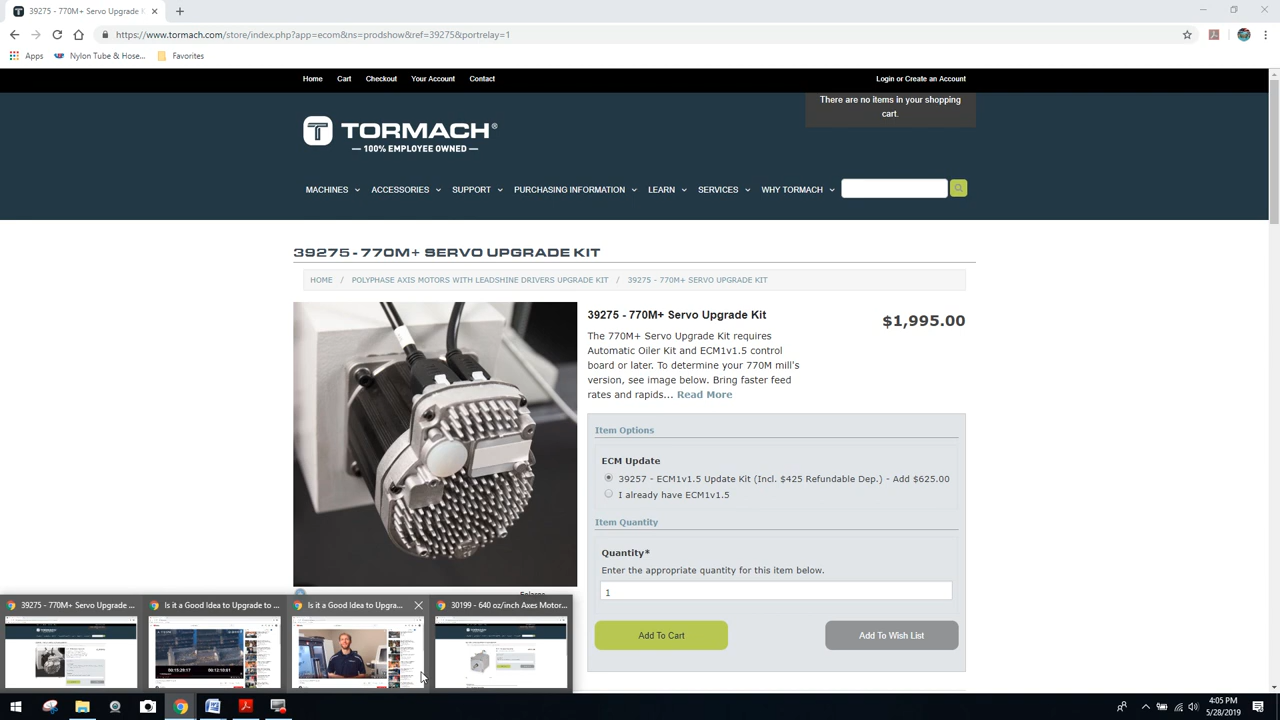 39275 - 770M+ Servo Upgrade K
https://www.tormach.com/store/index.php?app=ecom&ns=prodshow&ref=39275&portrelay=1
Apps Nylon Tube & Hose... Favorites
Home Cart Checkout Your Account Contact Login or Create an Account
There are no items in your shopping
cart.
TORMACH®
— 100% EMPLOYEE OWNED —
MACHINES ACCESSORIES SUPPORT PURCHASING INFORMATION LEARN SERVICES WHY TORMACH
39275 - 770M+ SERVO UPGRADE KIT
HOME / POLYPHASE AXIS MOTORS WITH LEADSHINE DRIVERS UPGRADE KIT / 39275 - 770M+ SERVO UPGRADE KIT
39275 - 770M+ Servo Upgrade Kit
$1,995.00
The 770M+ Servo Upgrade Kit requires
Automatic Oiler Kit and ECM1v1.5 control
board or later. To determine your 770M mill's
version, see image below. Bring faster feed
rates and rapids... Read More
Item Options
ECM Update
39257 - ECM1v1.5 Update Kit (Incl. $425 Refundable Dep.) - Add $625.00
I already have ECM1v1.5
Item Quantity
Quantity*
Enter the appropriate quantity for this item below.
1
Add To Cart Add To Wish List
39275 - 770M+ Servo Upgrade ... Is it a Good Idea to Upgrade to ... Is it a Good Idea to Upgra... 30199 - 640 oz/inch Axes Motor...
00:15:29:17 00:12:10:01
4:05 PM
5/28/2019